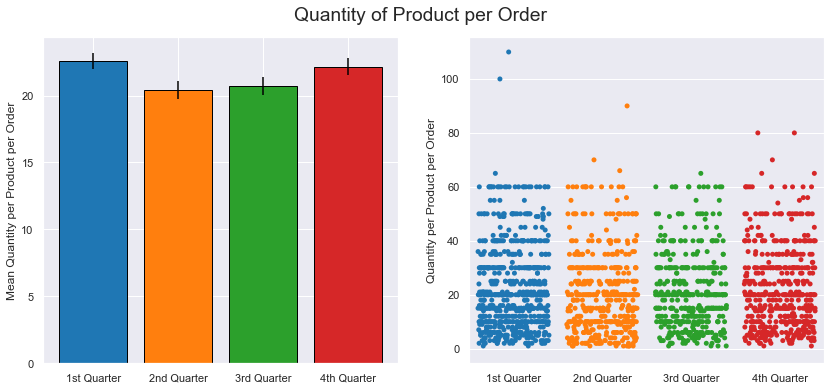 Quantity of Product per Order
Mean Quantity per Product per Order
20
15
10
5
0
1st Quarter
2nd Quarter
3rd Quarter
4th Quarter
Quantity per Product per Order
100
80
60
40
20
0
1st Quarter
2nd Quarter
3rd Quarter
4th Quarter